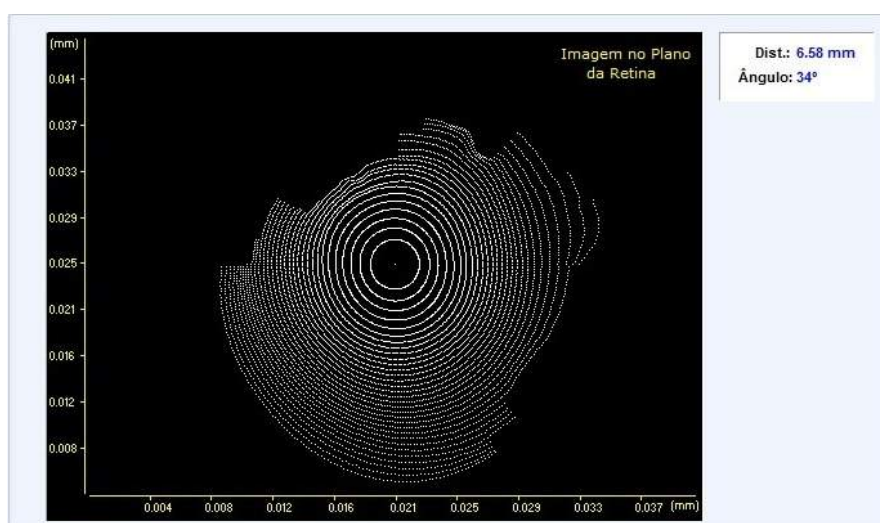 (mm)
Imagem no Plano
da Retina
Dist.: 6.58 mm
Ângulo: 34º
0.041
0.037
0.033
0.029
0.025
0.021
0.016
0.012
0.008
0.004 0.008 0.012 0.016 0.021 0.025 0.029 0.033 0.037 (mm)